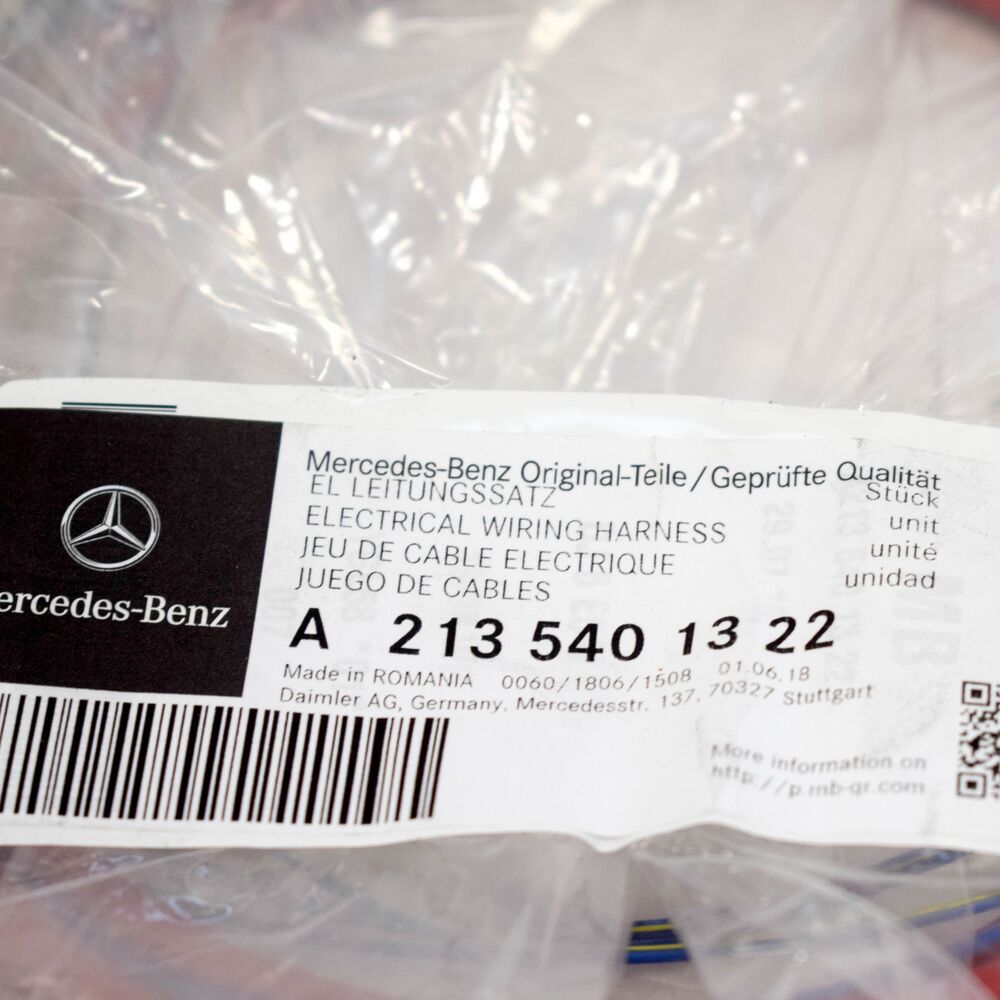 Mercedes-Benz Original-Teile / Geprüfte Qualität
EL LEITUNGSSATZ Stück
ELECTRICAL WIRING HARNESS unit
JEU DE CABLE ELECTRIQUE unité
JUEGO DE CABLES unidad
ercedes-Benz
A 213 540 13 22
Made in ROMANIA 0060/1806/1508 01.06.18
Daimler AG, Germany, Mercedesstr. 137, 70327 Stuttgart
More information on
http://p.mb-qr.com